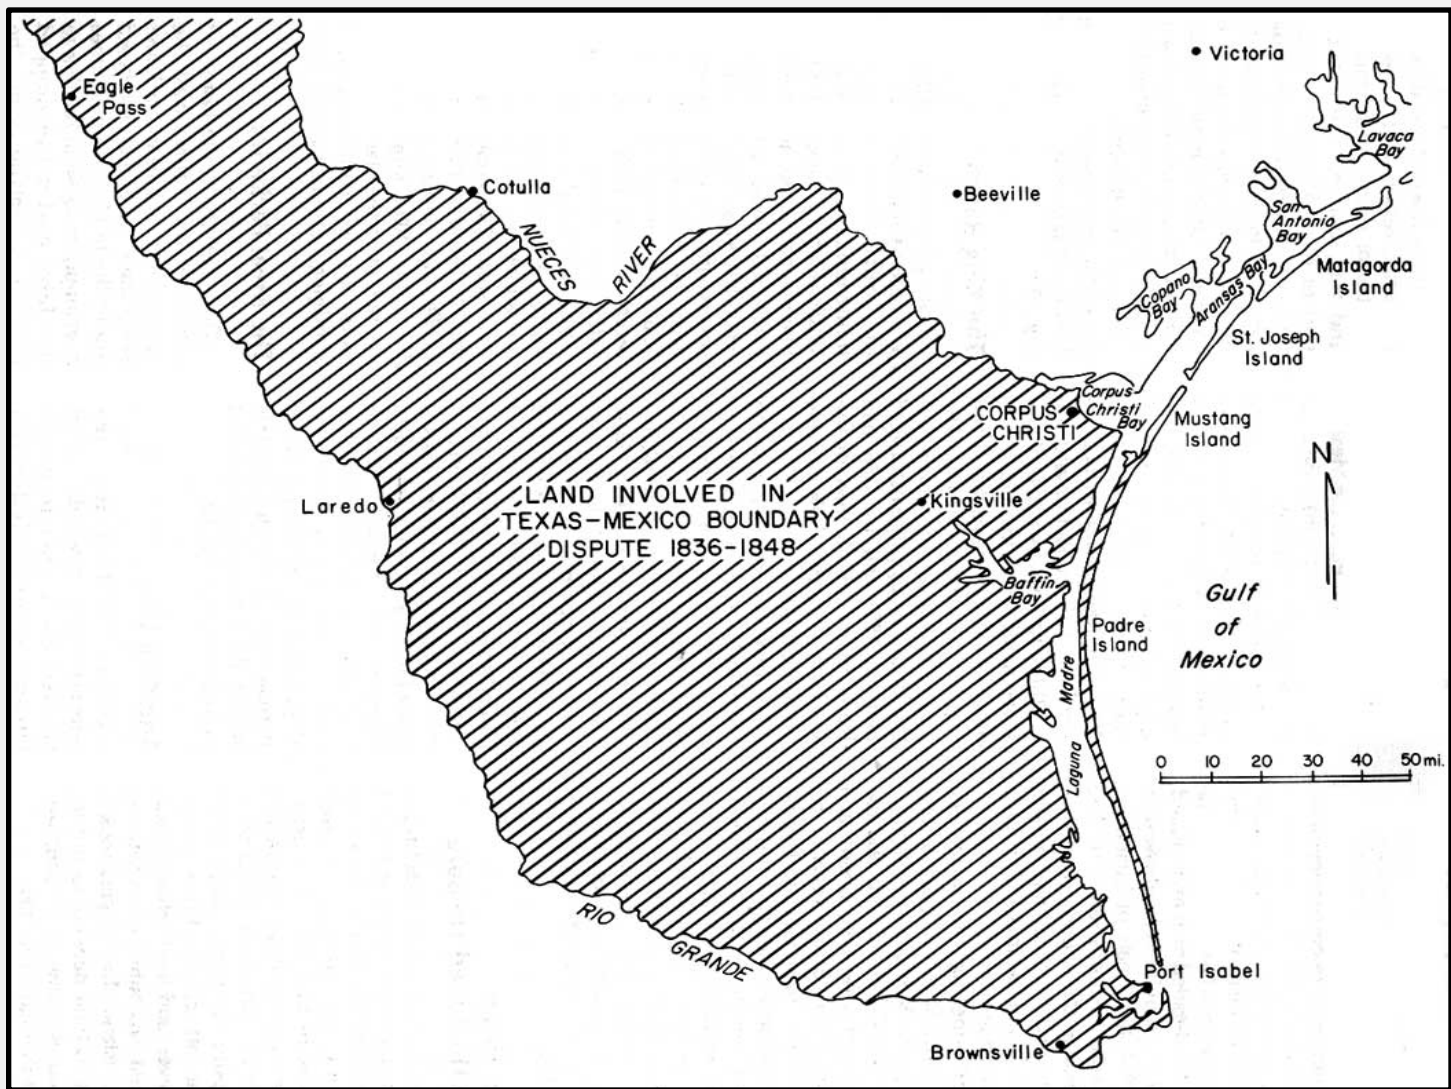 Victoria
Eagle
Pass
Lavaca
Bay
Cotulla
Beeville
San
Antonio
Bay
NUECES
RIVER
Matagorda
Island
Copano
Bay
Aransas Bay
St. Joseph
Island
Corpus
Christi
Bay
CORPUS
CHRISTI
Mustang
Island
N
Laredo
LAND INVOLVED IN
TEXAS-MEXICO BOUNDARY
DISPUTE 1836-1848
Kingsville
Baffin
Bay
Gulf
of
Mexico
Padre
Island
Laguna Madre
0 10 20 30 40 50 mi.
RIO
GRANDE
Port Isabel
Brownsville